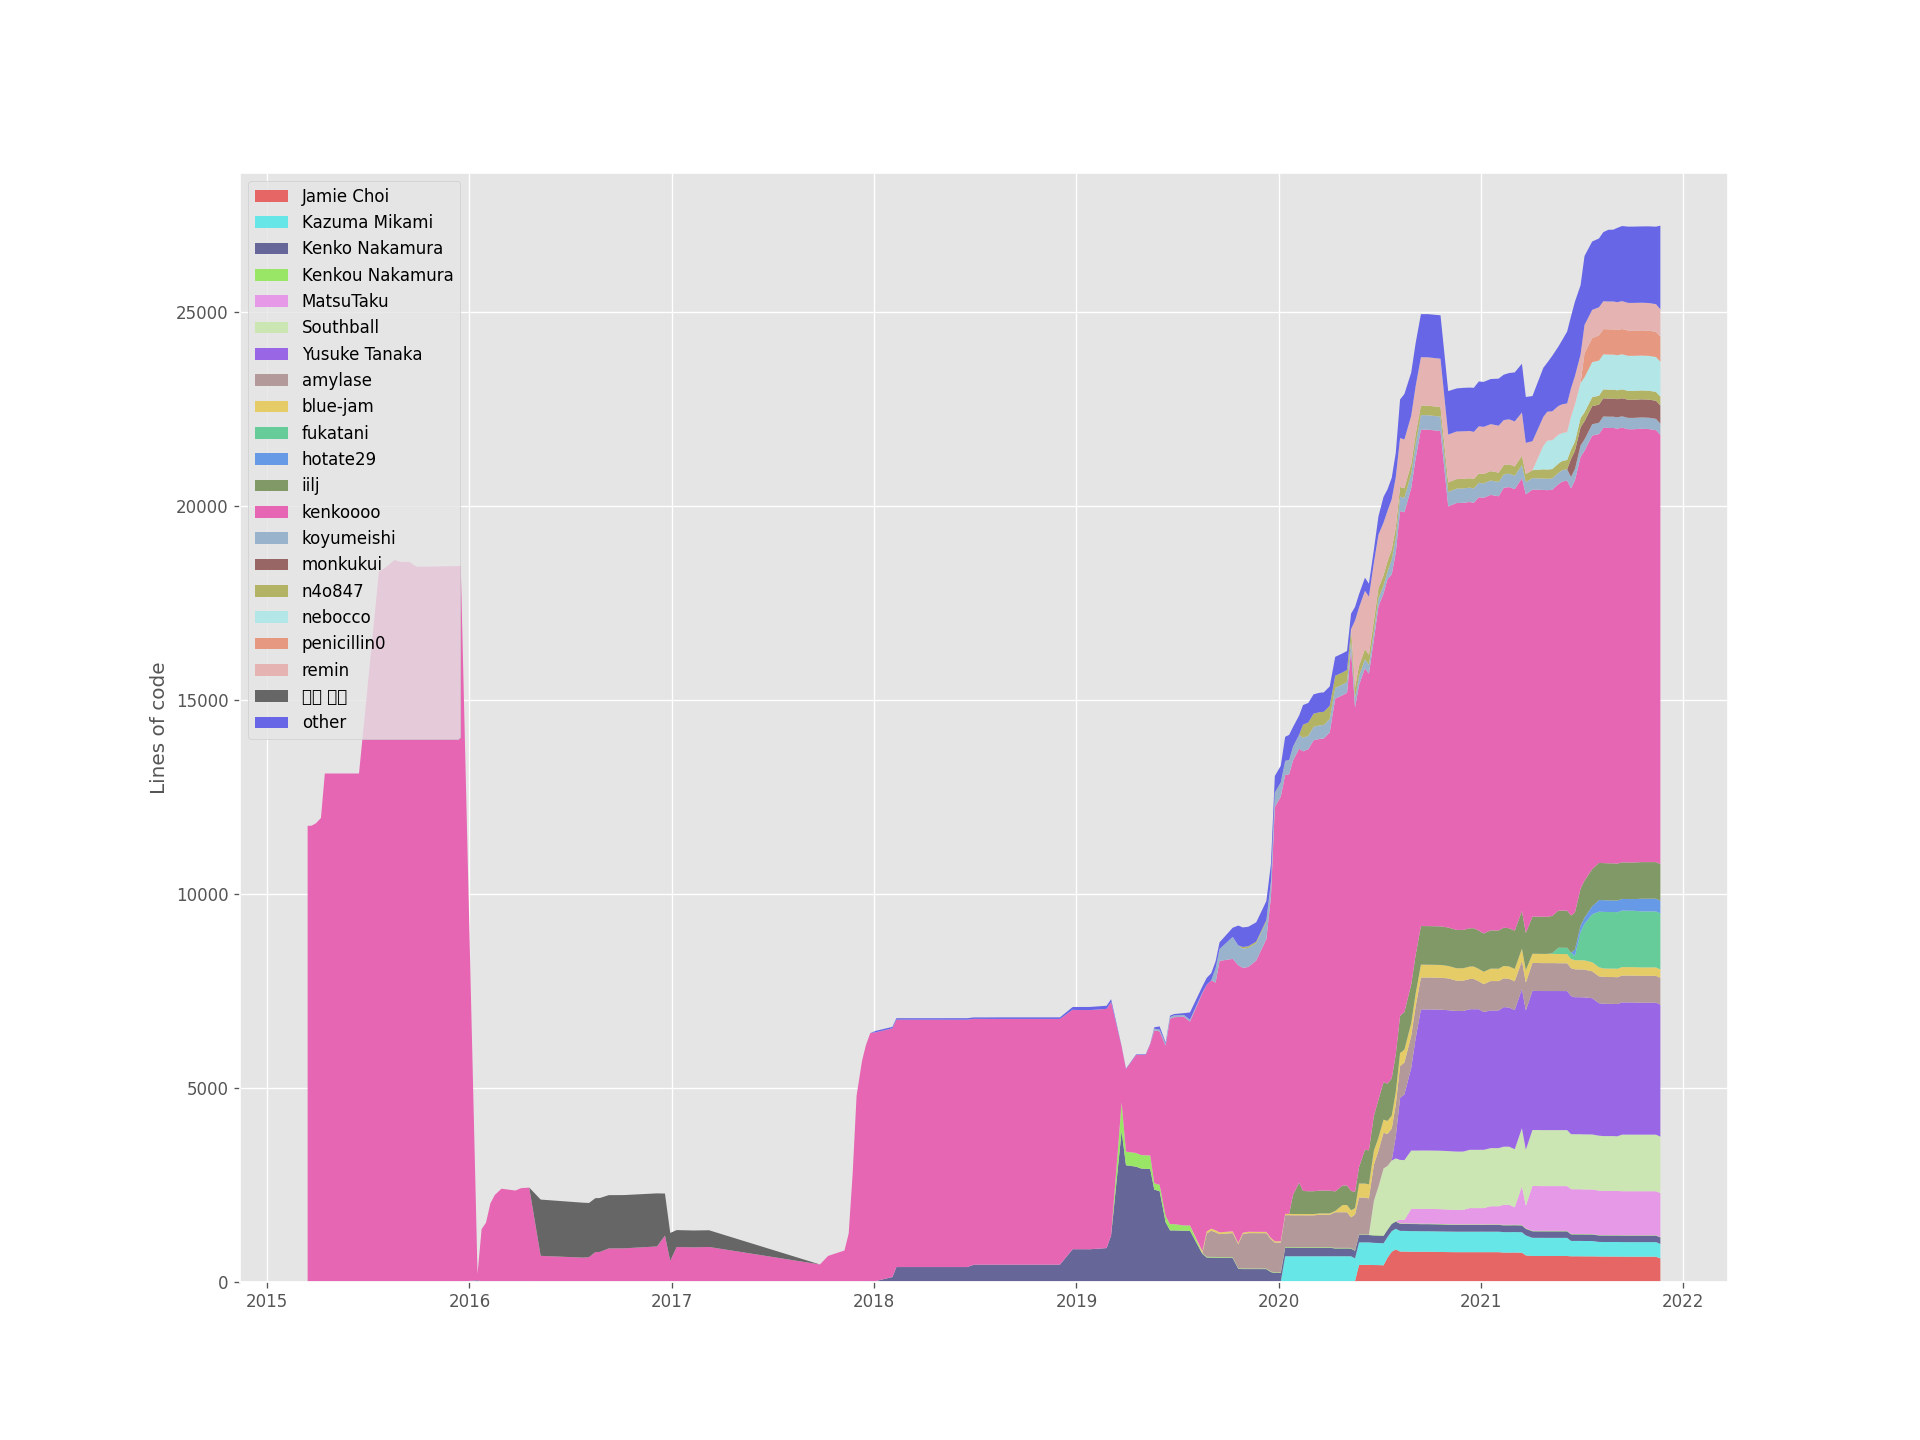 Jamie Choi
Kazuma Mikami
Kenko Nakamura
Kenkou Nakamura
MatsuTaku
Southball
Yusuke Tanaka
amylase
blue-jam
fukatani
hotate29
iilj
kenkoooo
koyumeishi
monkukui
n4o847
nebocco
penicillin0
remin
other
Lines of code
25000
20000
15000
10000
5000
0
2015 2016 2017 2018 2019 2020 2021 2022